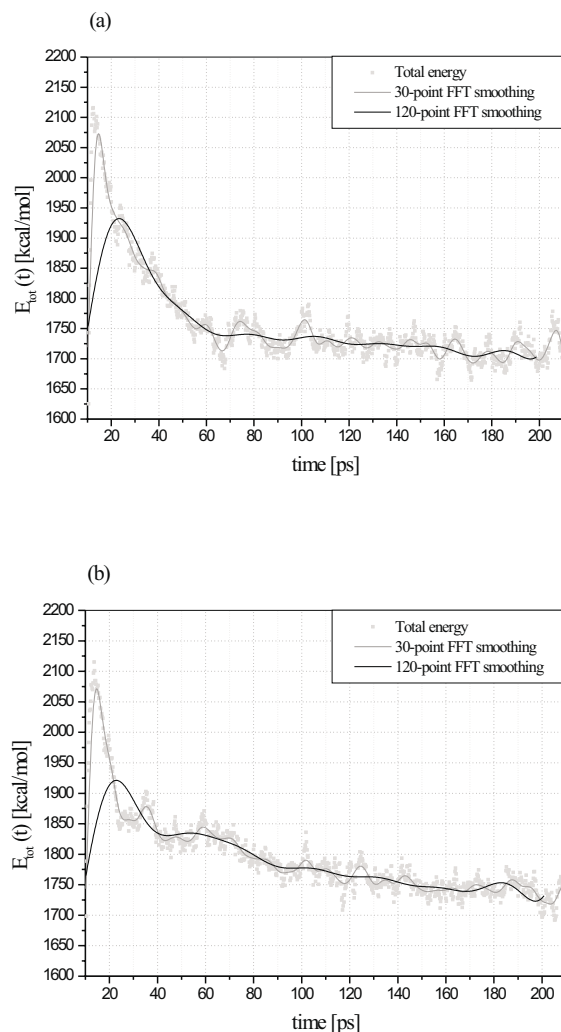 (a)
2200
2150
2100
2050
2000
1950
1900
1850
1800
1750
1700
1650
1600
E_tot (t) [kcal/mol]
Total energy
30-point FFT smoothing
120-point FFT smoothing
20 40 60 80 100 120 140 160 180 200
time [ps]
(b)
2200
2150
2100
2050
2000
1950
1900
1850
1800
1750
1700
1650
1600
E_tot (t) [kcal/mol]
Total energy
30-point FFT smoothing
120-point FFT smoothing
20 40 60 80 100 120 140 160 180 200
time [ps]